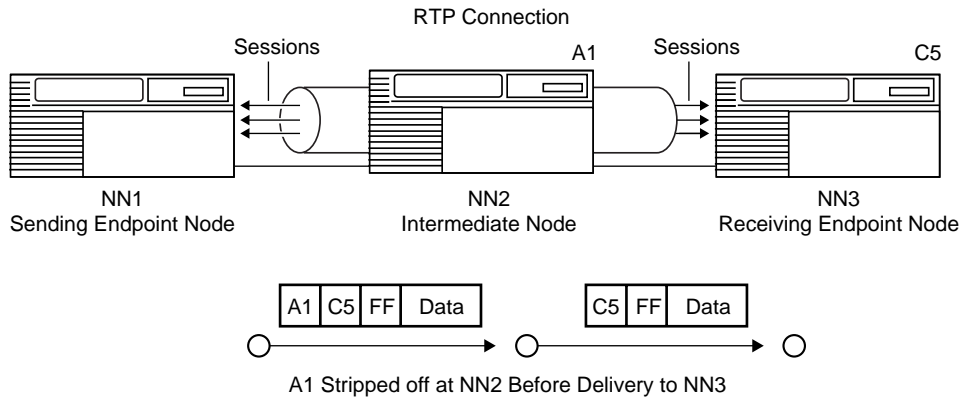 RTP Connection
Sessions
A1
Sessions
C5
NN1
Sending Endpoint Node
NN2
Intermediate Node
NN3
Receiving Endpoint Node
A1 C5 FF Data
C5 FF Data
A1 Stripped off at NN2 Before Delivery to NN3